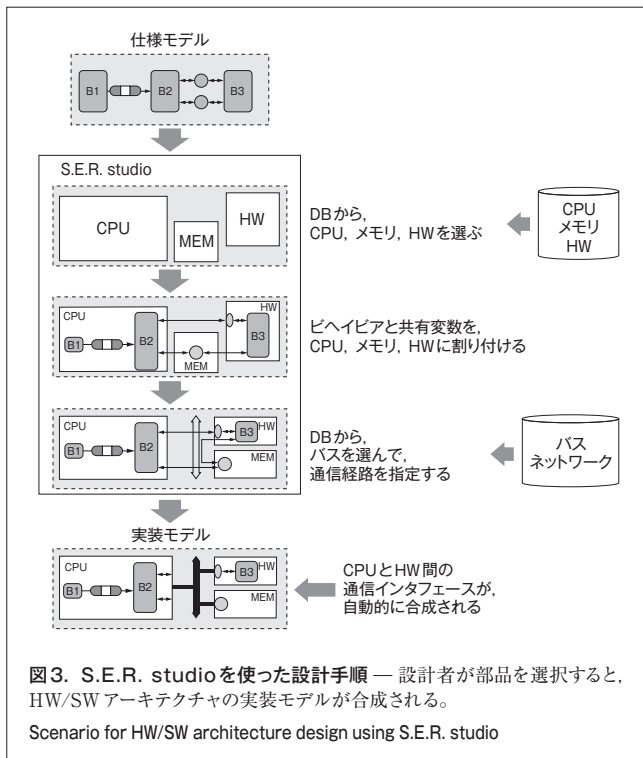 仕様モデル
B1
B2
B3
S.E.R. studio
CPU
MEM
HW
DBから,
CPU, メモリ, HWを選ぶ
CPU
メモリ
HW
CPU
B1
B2
MEM
HW
B3
ビヘイビアと共有変数を,
CPU, メモリ, HWに割り付ける
CPU
B1
B2
B3
HW
MEM
DBから,
バスを選んで,
通信経路を指定する
バス
ネットワーク
実装モデル
CPU
B1
B2
B3
HW
MEM
CPUとHW間の
通信インタフェースが,
自動的に合成される
図3. S.E.R. studioを使った設計手順 — 設計者が部品を選択すると,
HW/SWアーキテクチャの実装モデルが合成される。
Scenario for HW/SW architecture design using S.E.R. studio